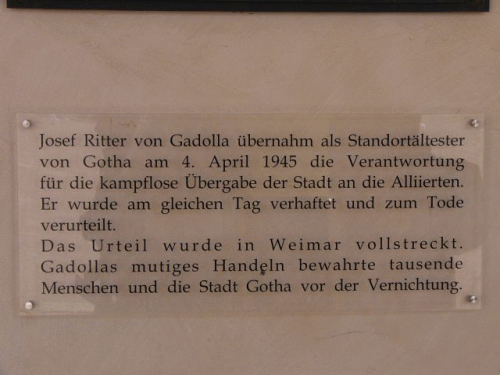 Josef Ritter von Gadolla übernahm als Standortältester
von Gotha am 4. April 1945 die Verantwortung
für die kampflose Übergabe der Stadt an die Alliierten.
Er wurde am gleichen Tag verhaftet und zum Tode
verurteilt.
Das Urteil wurde in Weimar vollstreckt.
Gadollas mutiges Handeln bewahrte tausende
Menschen und die Stadt Gotha vor der Vernichtung.